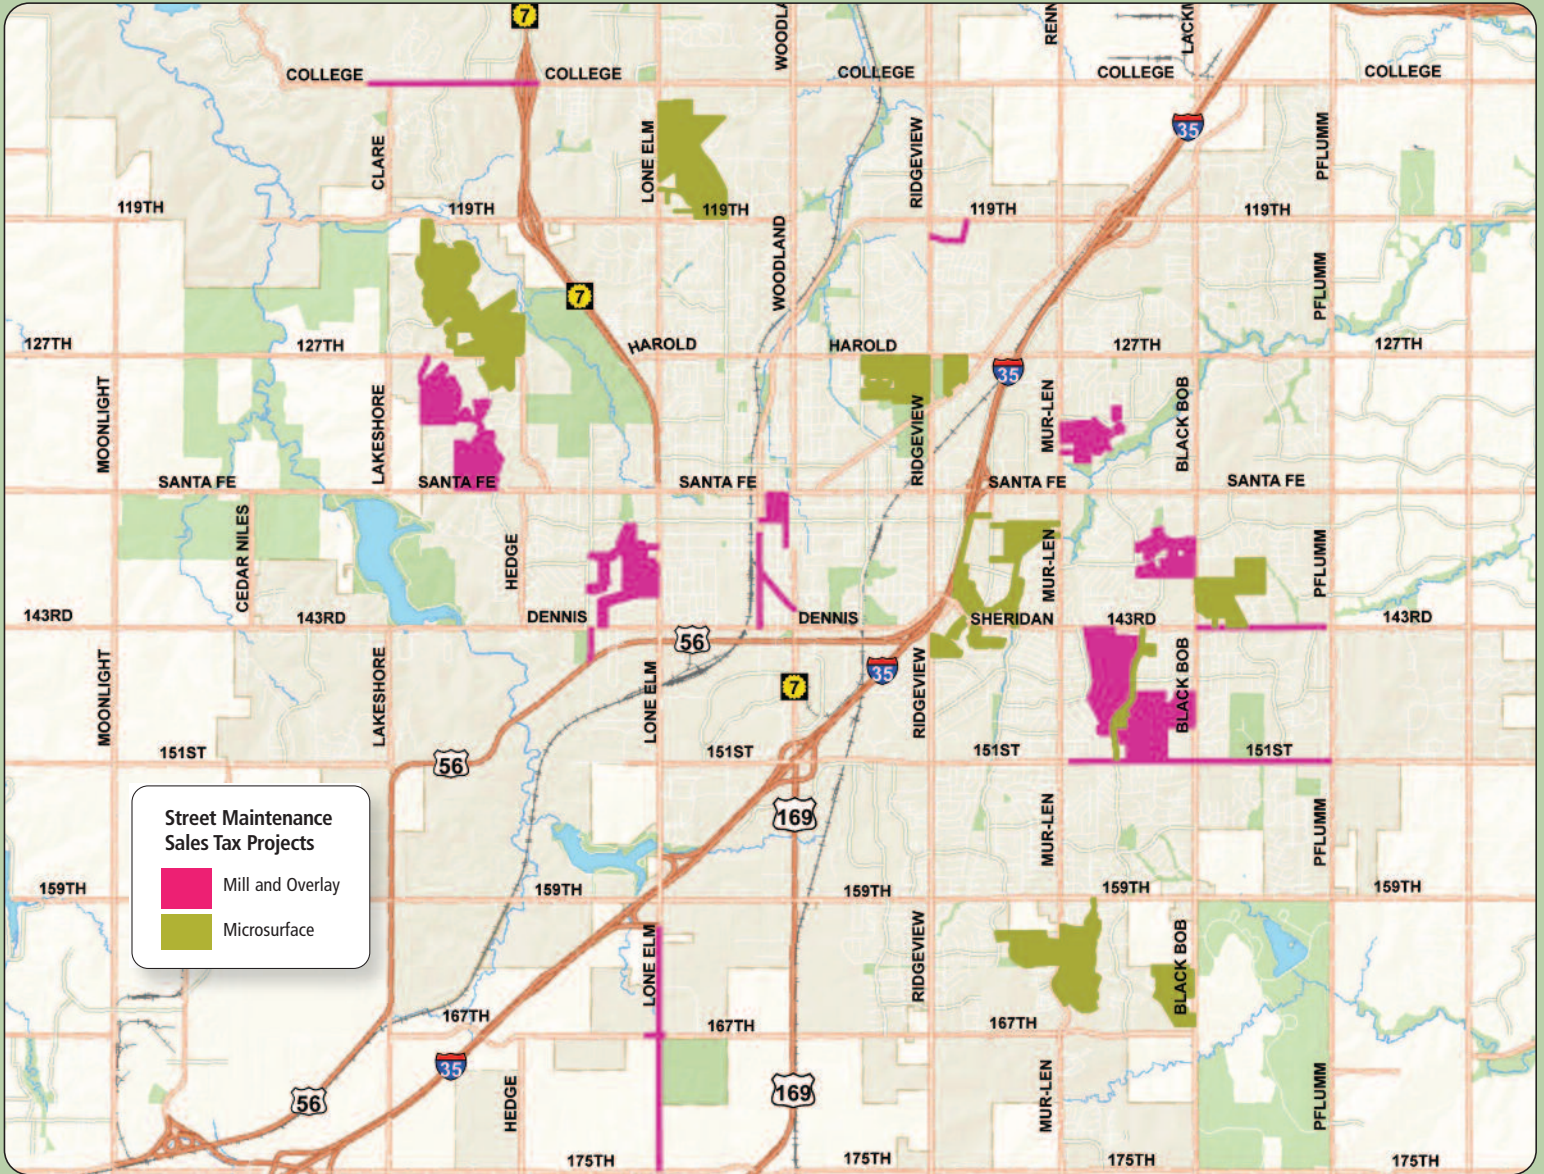 7
WOODLA
RENN
LACKM
COLLEGE
COLLEGE
COLLEGE
COLLEGE
COLLEGE
35
CLARE
LONE ELM
RIDGEVIEW
PFLUMM
119TH
119TH
119TH
119TH
119TH
WOODLAND
PFLUMM
7
127TH
127TH
HAROLD
HAROLD
127TH
127TH
35
MOONLIGHT
LAKESHORE
RIDGEVIEW
MUR-LEN
BLACK BOB
SANTA FE
SANTA FE
SANTA FE
SANTA FE
SANTA FE
CEDAR NILES
HEDGE
MUR-LEN
PFLUMM
143RD
143RD
DENNIS
DENNIS
SHERIDAN
143RD
143RD
56
35
7
MOONLIGHT
LAKESHORE
LONE ELM
RIDGEVIEW
BLACK BOB
151ST
56
151ST
151ST
151ST
169
MUR-LEN
PFLUMM
Street Maintenance
Sales Tax Projects
Mill and Overlay
Microsurface
159TH
159TH
159TH
159TH
159TH
LONE ELM
RIDGEVIEW
BLACK BOB
167TH
167TH
167TH
35
56
169
HEDGE
MUR-LEN
PFLUMM
175TH
175TH
175TH
175TH